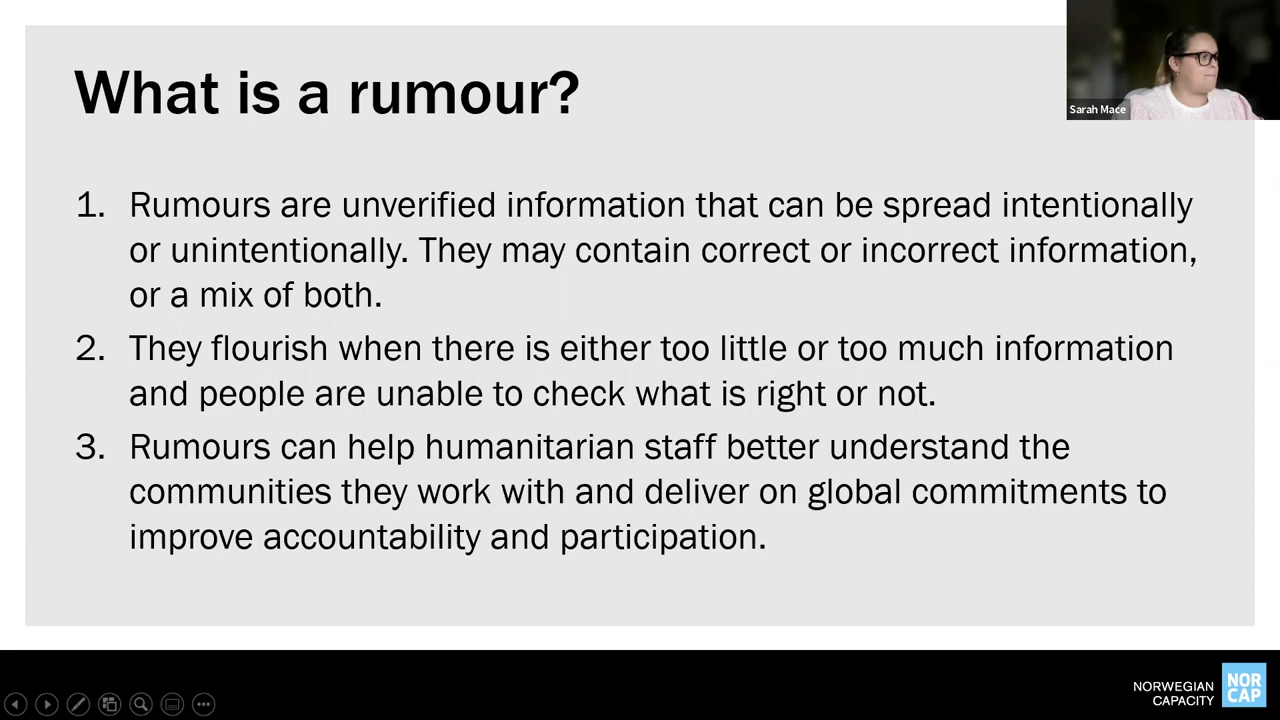 What is a rumour?
Sarah Mace
1. Rumours are unverified information that can be spread intentionally
or unintentionally. They may contain correct or incorrect information,
or a mix of both.
2. They flourish when there is either too little or too much information
and people are unable to check what is right or not.
3. Rumours can help humanitarian staff better understand the
communities they work with and deliver on global commitments to
improve accountability and participation.
NORWEGIAN
CAPACITY
NOR
CAP